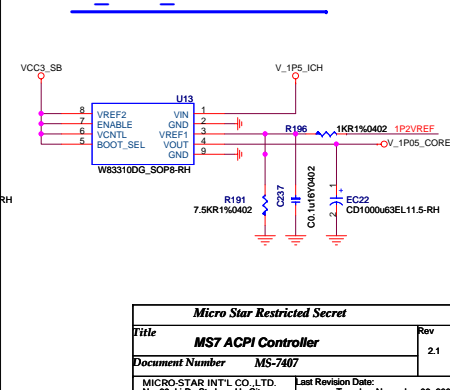 VCC3_SB
V_1P5_ICH
U13
8 VREF2 VIN 1
7 ENABLE GND 2
6 VCNTL VREF1 3
5 BOOT_SEL VOUT 4
GND 9
W83310DG_SOP8-RH
R196 1KR1%0402 1P2VREF
V_1P05_CORE
RH
R191
7.5KR1%0402
C237
C0.1u16Y0402
1
+
2
EC22
CD1000u63EL11.5-RH
Micro Star Restricted Secret
Title
MS7 ACPI Controller
Rev
2.1
Document Number MS-7407
MICRO-STAR INT'L CO.,LTD.
Last Revision Date: